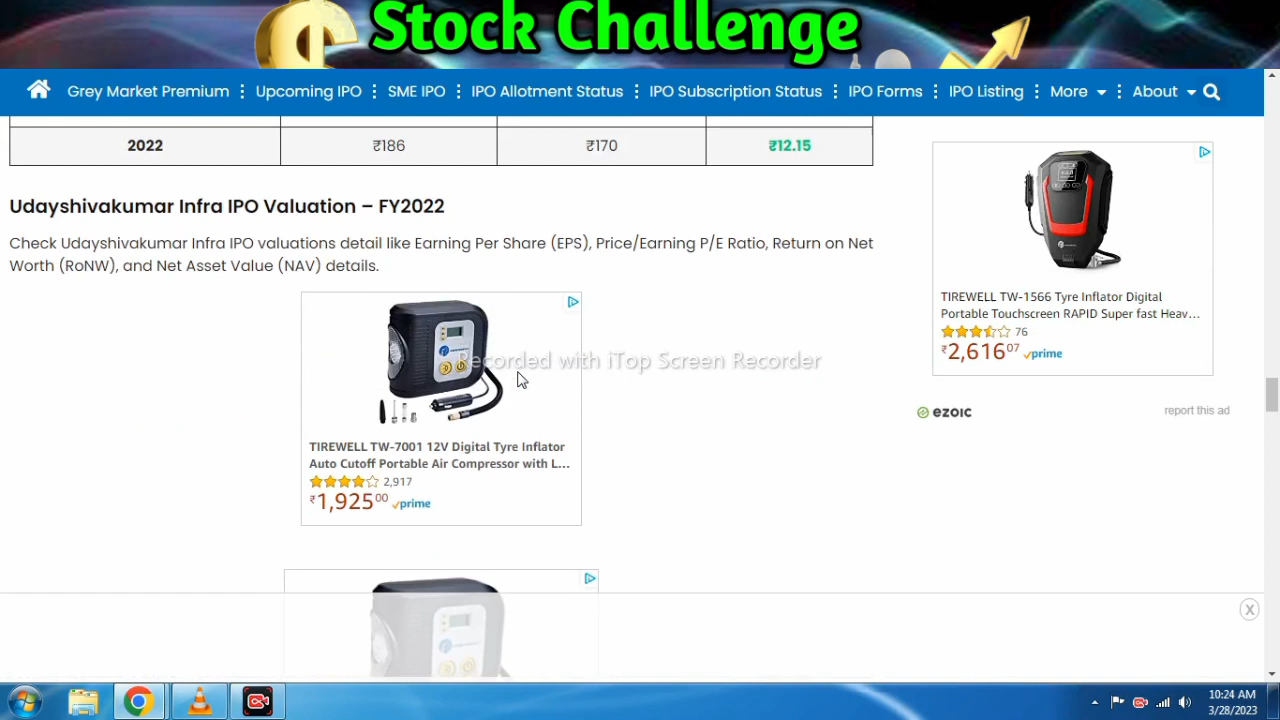 Stock Challenge
Grey Market Premium
Upcoming IPO
SME IPO
IPO Allotment Status
IPO Subscription Status
IPO Forms
IPO Listing
More
About
2022 ₹186 ₹170 ₹12.15
Udayshivakumar Infra IPO Valuation – FY2022
Check Udayshivakumar Infra IPO valuations detail like Earning Per Share (EPS), Price/Earning P/E Ratio, Return on Net
Worth (RoNW), and Net Asset Value (NAV) details.
Recorded with iTop Screen Recorder
TIREWELL TW-7001 12V Digital Tyre Inflator
Auto Cutoff Portable Air Compressor with L...
2,917
₹1,925⁰⁰ prime
TIREWELL TW-1566 Tyre Inflator Digital
Portable Touchscreen RAPID Super fast Heav...
76
₹2,616⁰⁷ prime
ezoic
report this ad
X
10:24 AM
3/28/2023